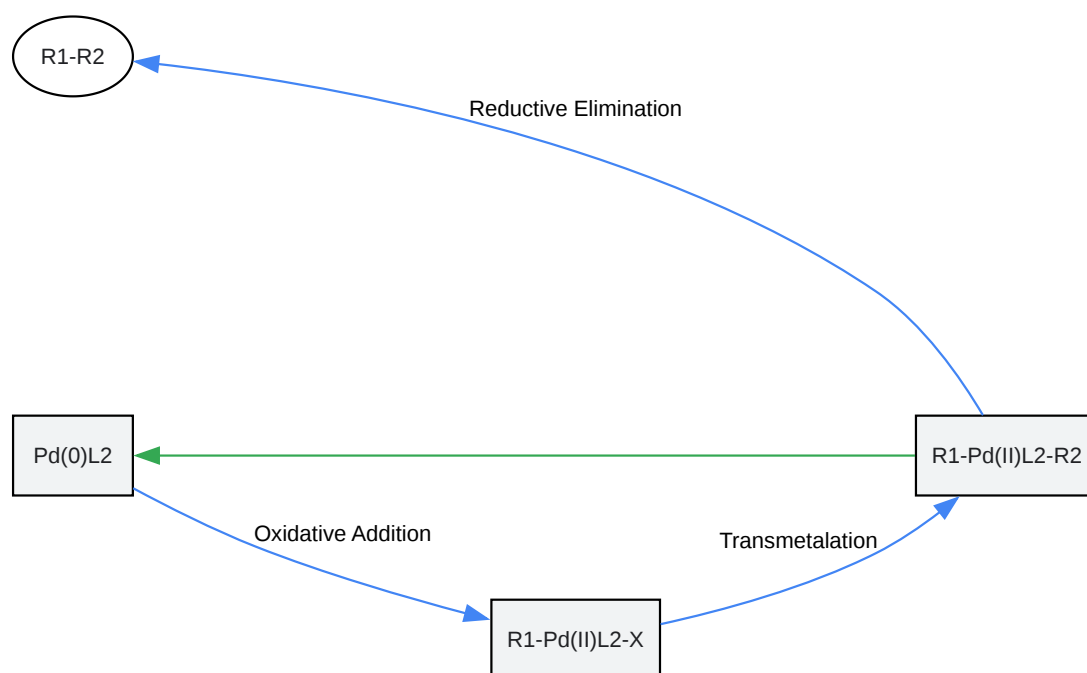 R1-R2
Reductive Elimination
Pd(0)L2
R1-Pd(II)L2-R2
Oxidative Addition
Transmetalation
R1-Pd(II)L2-X